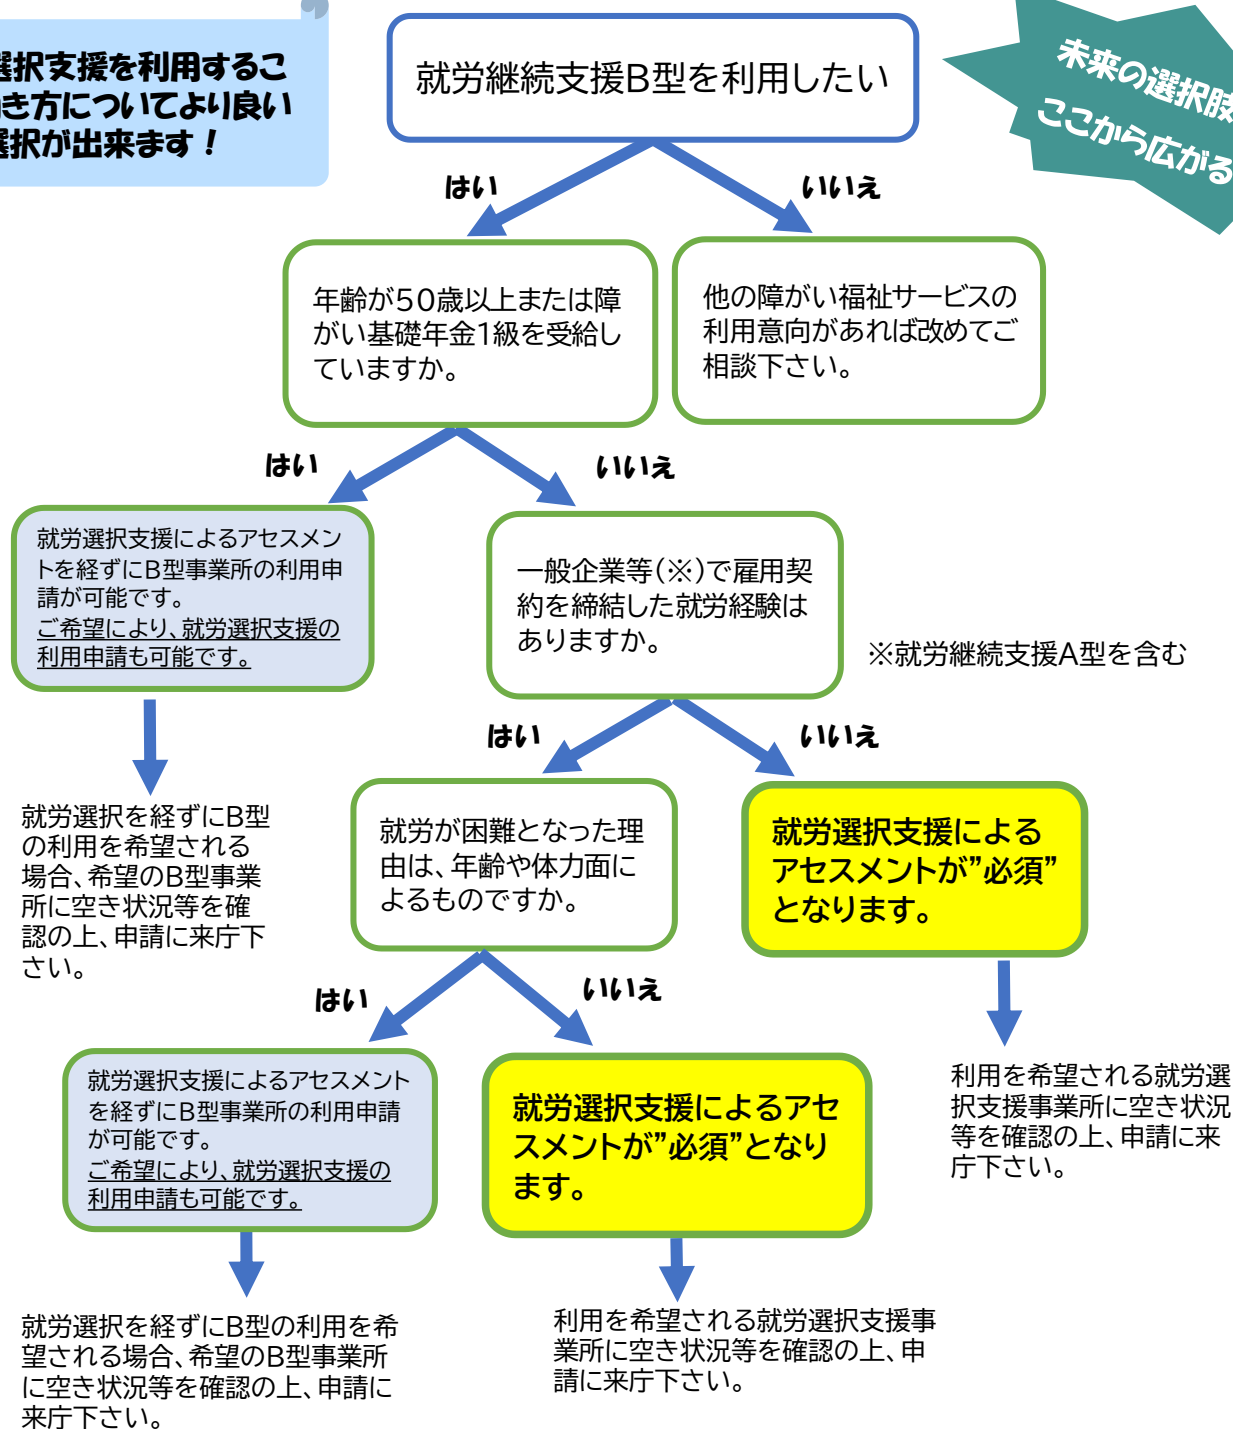 選択支援を利用するこ
き方についてより良い
選択が出来ます！
就労継続支援B型を利用したい
未来の選択肢
ここから広がる
はい
いいえ
年齢が50歳以上または障
がい基礎年金1級を受給し
ていますか。
他の障がい福祉サービスの
利用意向があれば改めてご
相談下さい。
はい
いいえ
就労選択支援によるアセスメン
トを経ずにB型事業所の利用申
請が可能です。
ご希望により、就労選択支援の
利用申請も可能です。
一般企業等(※)で雇用契
約を締結した就労経験は
ありますか。
※就労継続支援A型を含む
はい
いいえ
就労選択を経ずにB型
の利用を希望される
場合、希望のB型事業
所に空き状況等を確
認の上、申請に来庁下
さい。
就労が困難となった理
由は、年齢や体力面に
よるものですか。
就労選択支援による
アセスメントが”必須”
となります。
はい
いいえ
就労選択支援によるアセスメント
を経ずにB型事業所の利用申請
が可能です。
ご希望により、就労選択支援の
利用申請も可能です。
就労選択支援によるアセ
スメントが”必須”となり
ます。
利用を希望される就労選
択支援事業所に空き状況
等を確認の上、申請に来
庁下さい。
就労選択を経ずにB型の利用を希
望される場合、希望のB型事業所
に空き状況等を確認の上、申請に
来庁下さい。
利用を希望される就労選択支援事
業所に空き状況等を確認の上、申
請に来庁下さい。